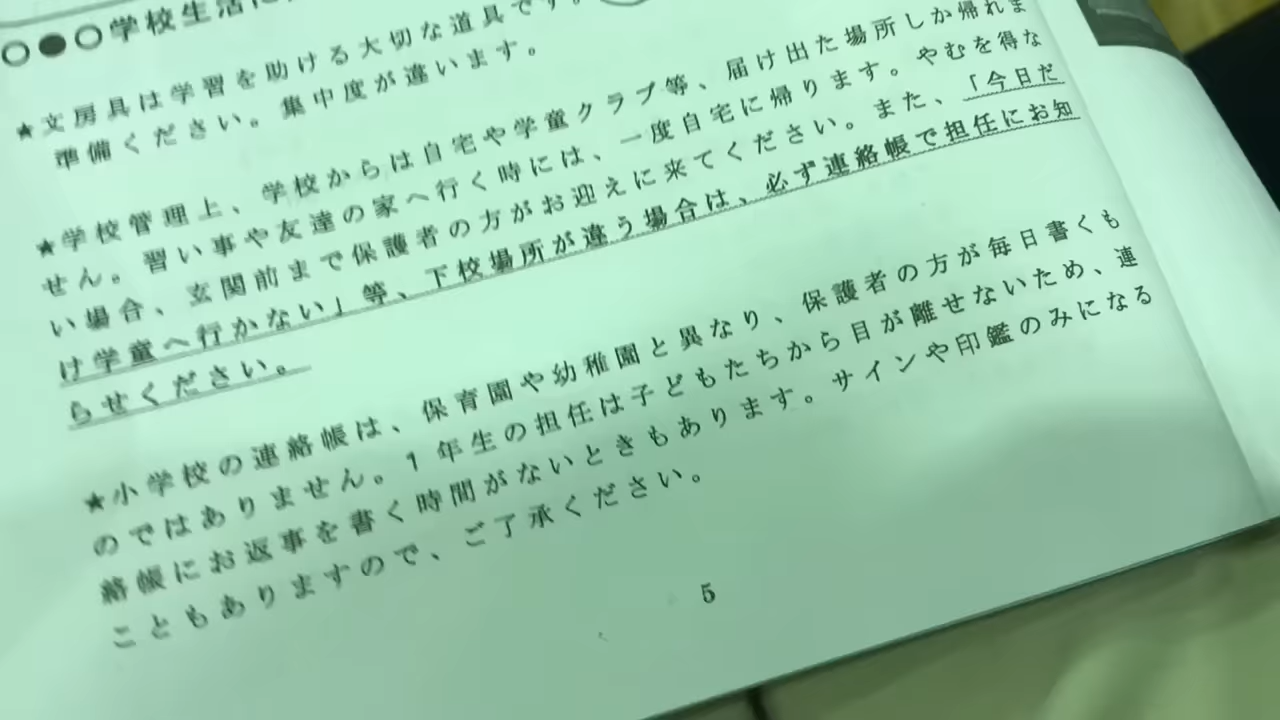 ○●○学校生活に
★文房具は学習を助ける大切な道具です。
準備ください。集中度が違います。
★学校管理上、学校からは自宅や学童クラブ等、届け出た場所しか帰れま
せん。習い事や友達の家へ行く時には、一度自宅に帰ります。やむを得な
い場合、玄関前まで保護者の方がお迎えに来てください。また、「今日だ
け学童へ行かない」等、下校場所が違う場合は、必ず連絡帳で担任にお知
らせください。
★小学校の連絡帳は、保育園や幼稚園と異なり、保護者の方が毎日書くも
のではありません。1年生の担任は子どもたちから目が離せないため、連
絡帳にお返事を書く時間がないときもあります。サインや印鑑のみになる
こともありますので、ご了承ください。
5